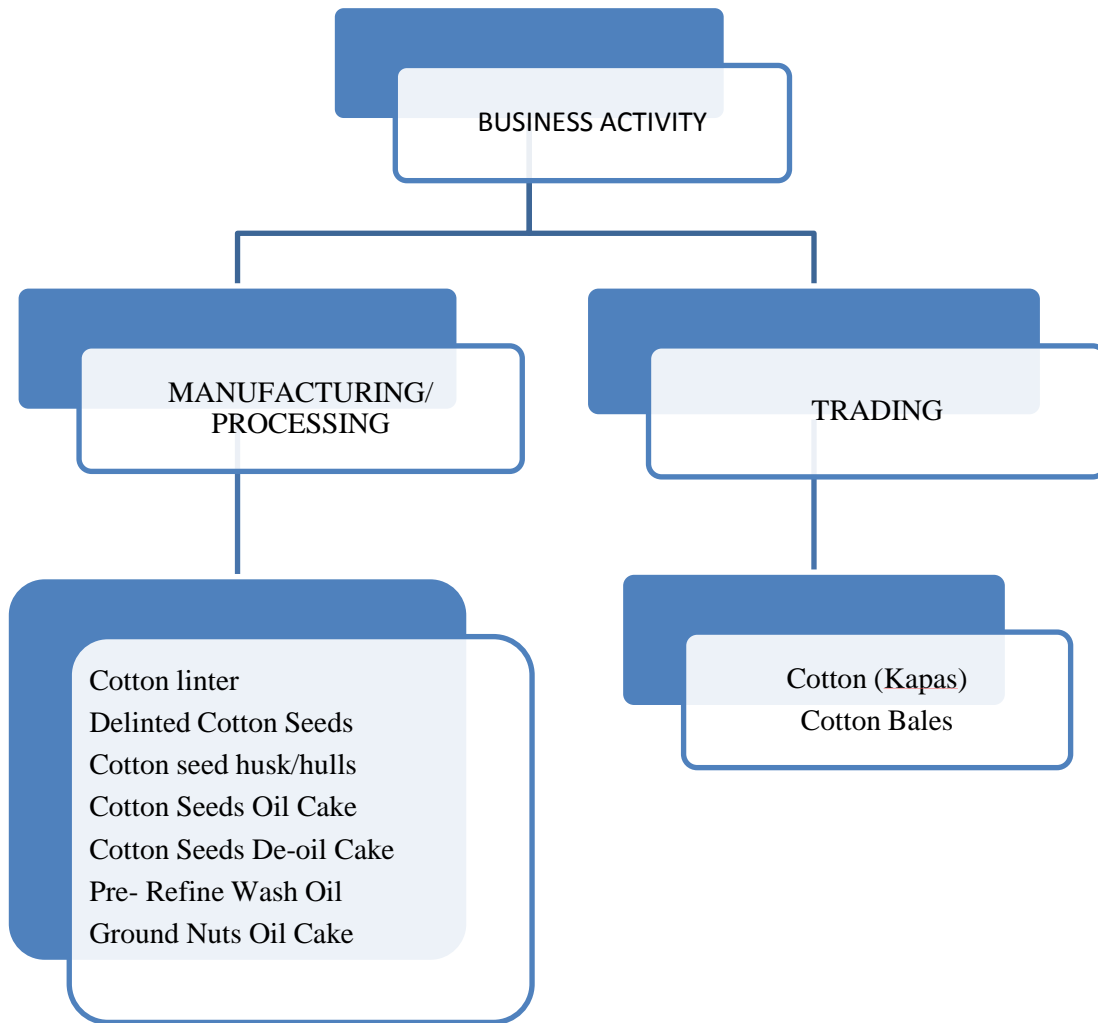 BUSINESS ACTIVITY
MANUFACTURING/
PROCESSING
TRADING
Cotton linter
Delinted Cotton Seeds
Cotton seed husk/hulls
Cotton Seeds Oil Cake
Cotton Seeds De-oil Cake
Pre- Refine Wash Oil
Ground Nuts Oil Cake
Cotton (Kapas)
Cotton Bales